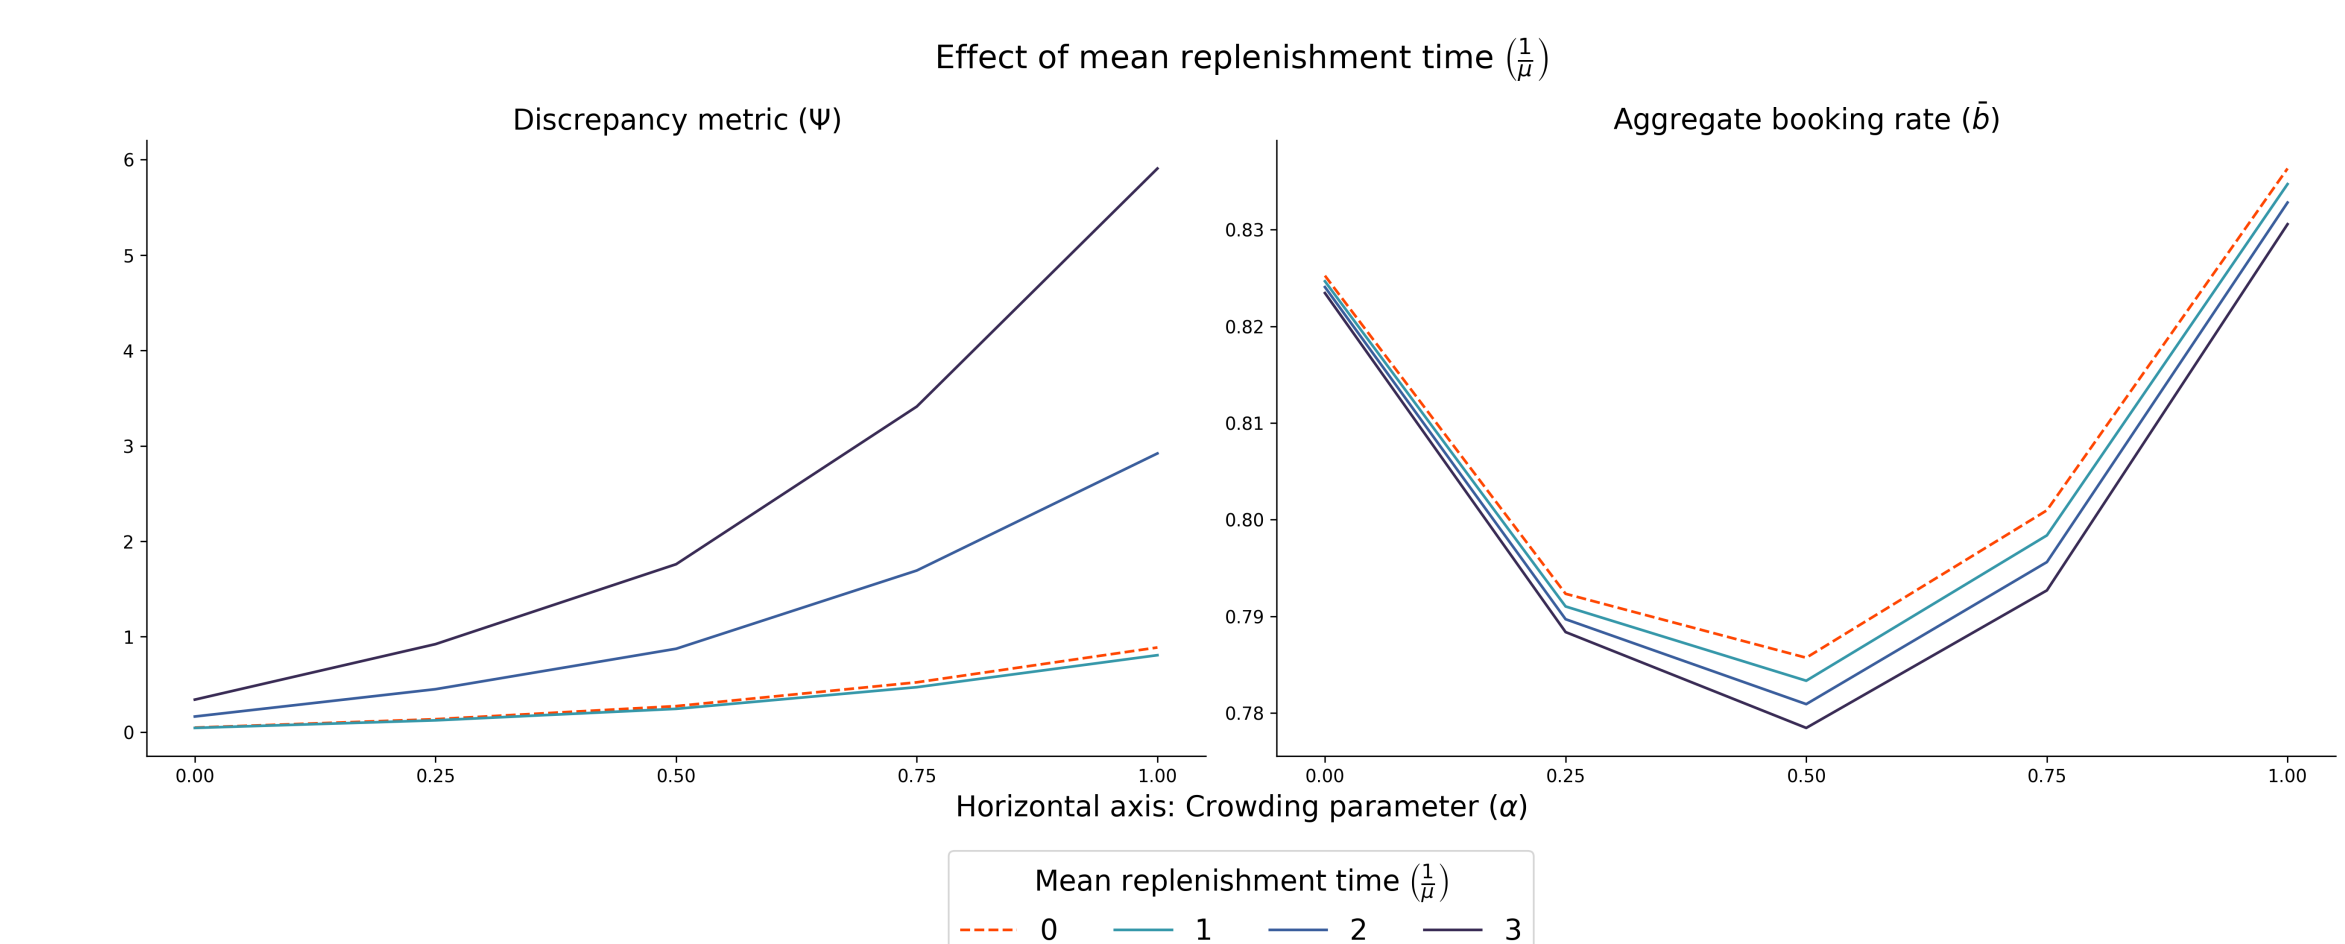 Effect of mean replenishment time (1/μ)
Discrepancy metric (Ψ)
6
5
4
3
2
1
0
0.00 0.25 0.50 0.75 1.00
Aggregate booking rate (b̄)
0.83
0.82
0.81
0.80
0.79
0.78
0.00 0.25 0.50 0.75 1.00
Horizontal axis: Crowding parameter (α)
Mean replenishment time (1/μ)
0 1 2 3